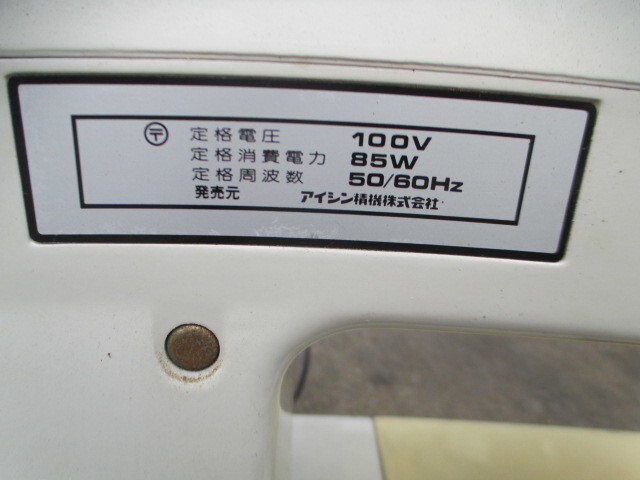 〶 定格電圧 100V
定格消費電力 85W
定格周波数 50/60Hz
発売元 アイシン精機株式会社